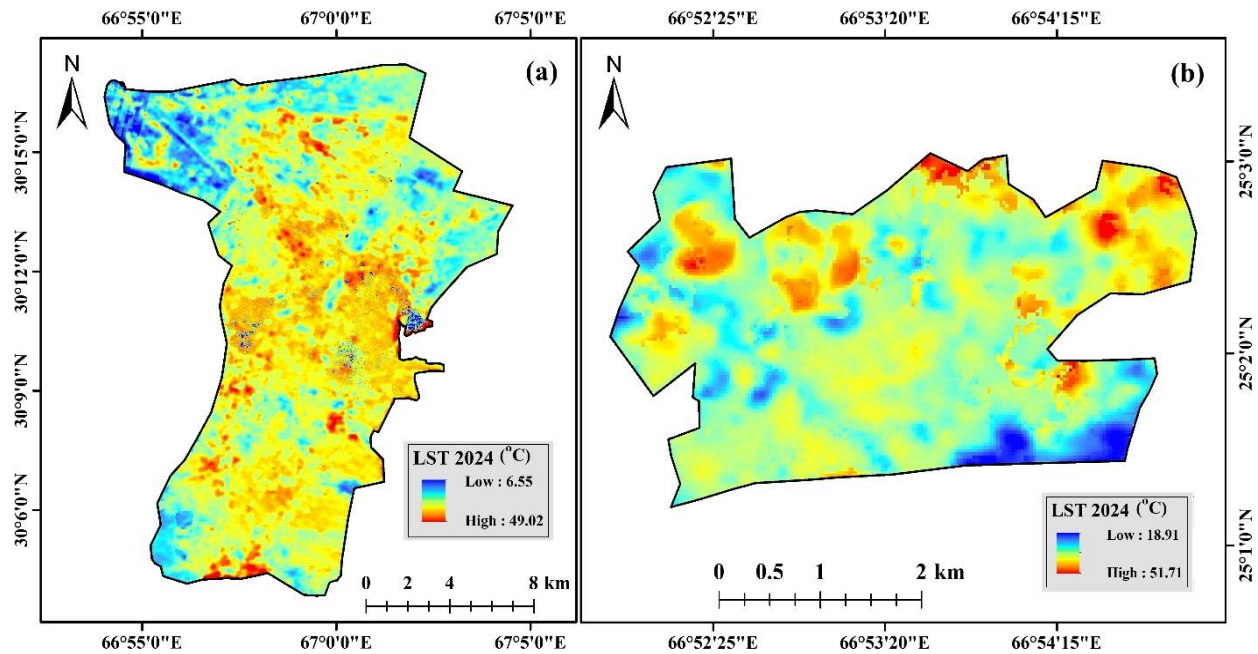 66°55'0"E 67°0'0"E 67°5'0"E 66°52'25"E 66°53'20"E 66°54'15"E
N (a)
N (b)
30°15'0"N
30°12'0"N
30°9'0"N
30°6'0"N
25°3'0"N
25°2'0"N
25°1'0"N
LST 2024 (°C)
Low : 6.55
High : 49.02
0 2 4 8 km
LST 2024 (°C)
Low : 18.91
High : 51.71
0 0.5 1 2 km
66°55'0"E 67°0'0"E 67°5'0"E 66°52'25"E 66°53'20"E 66°54'15"E